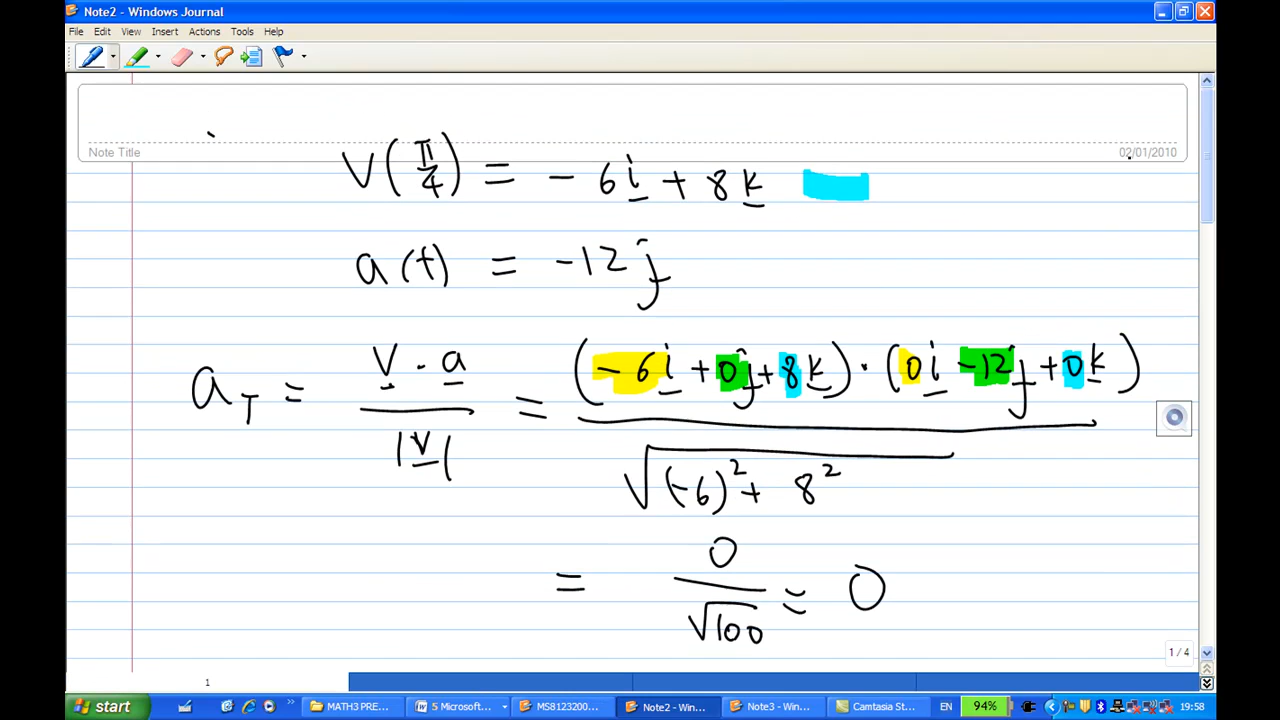 Note2 - Windows Journal
File Edit View Insert Actions Tools Help
Note Title
02/01/2010
V(π/4) = -6i + 8k
a(t) = -12j
a_T = v · a / |v| = (-6i + 0j + 8k) · (0i -12j + 0k) / √((-6)² + 8²)
= 0 / √100 = 0
1 / 4
1
start MATH3 PRE... 5 Microsoft... MS8123200... Note2 - Win... Note3 - Win... Camtasia St... EN 94% 19:58